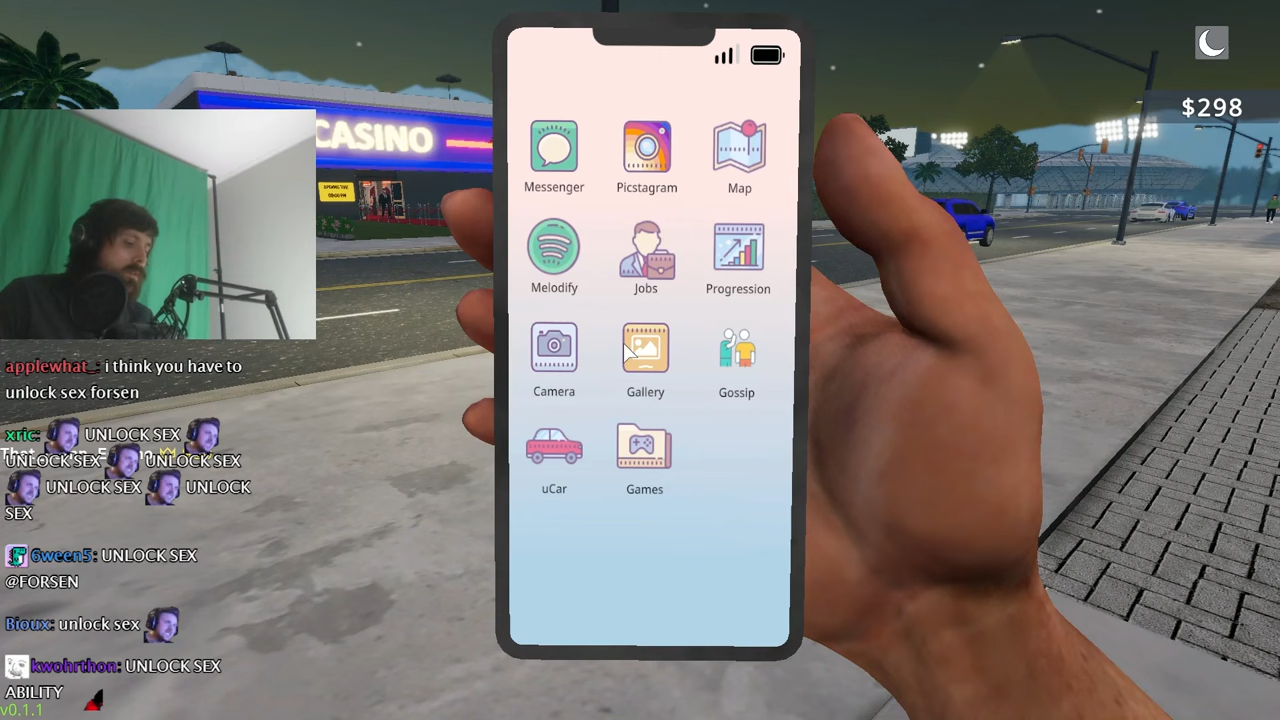 $298
CASINO
OPENING TIME
Messenger Picstagram Map
Melodify Jobs Progression
Camera Gallery Gossip
uCar Games
applewhat_: i think you have to
unlock sex forsen
xric: UNLOCK SEX
UNLOCK SEX UNLOCK SEX
UNLOCK SEX UNLOCK
SEX
6ween5: UNLOCK SEX
@FORSEN
Bioux: unlock sex
kwohrthon: UNLOCK SEX
ABILITY
v0.1.1